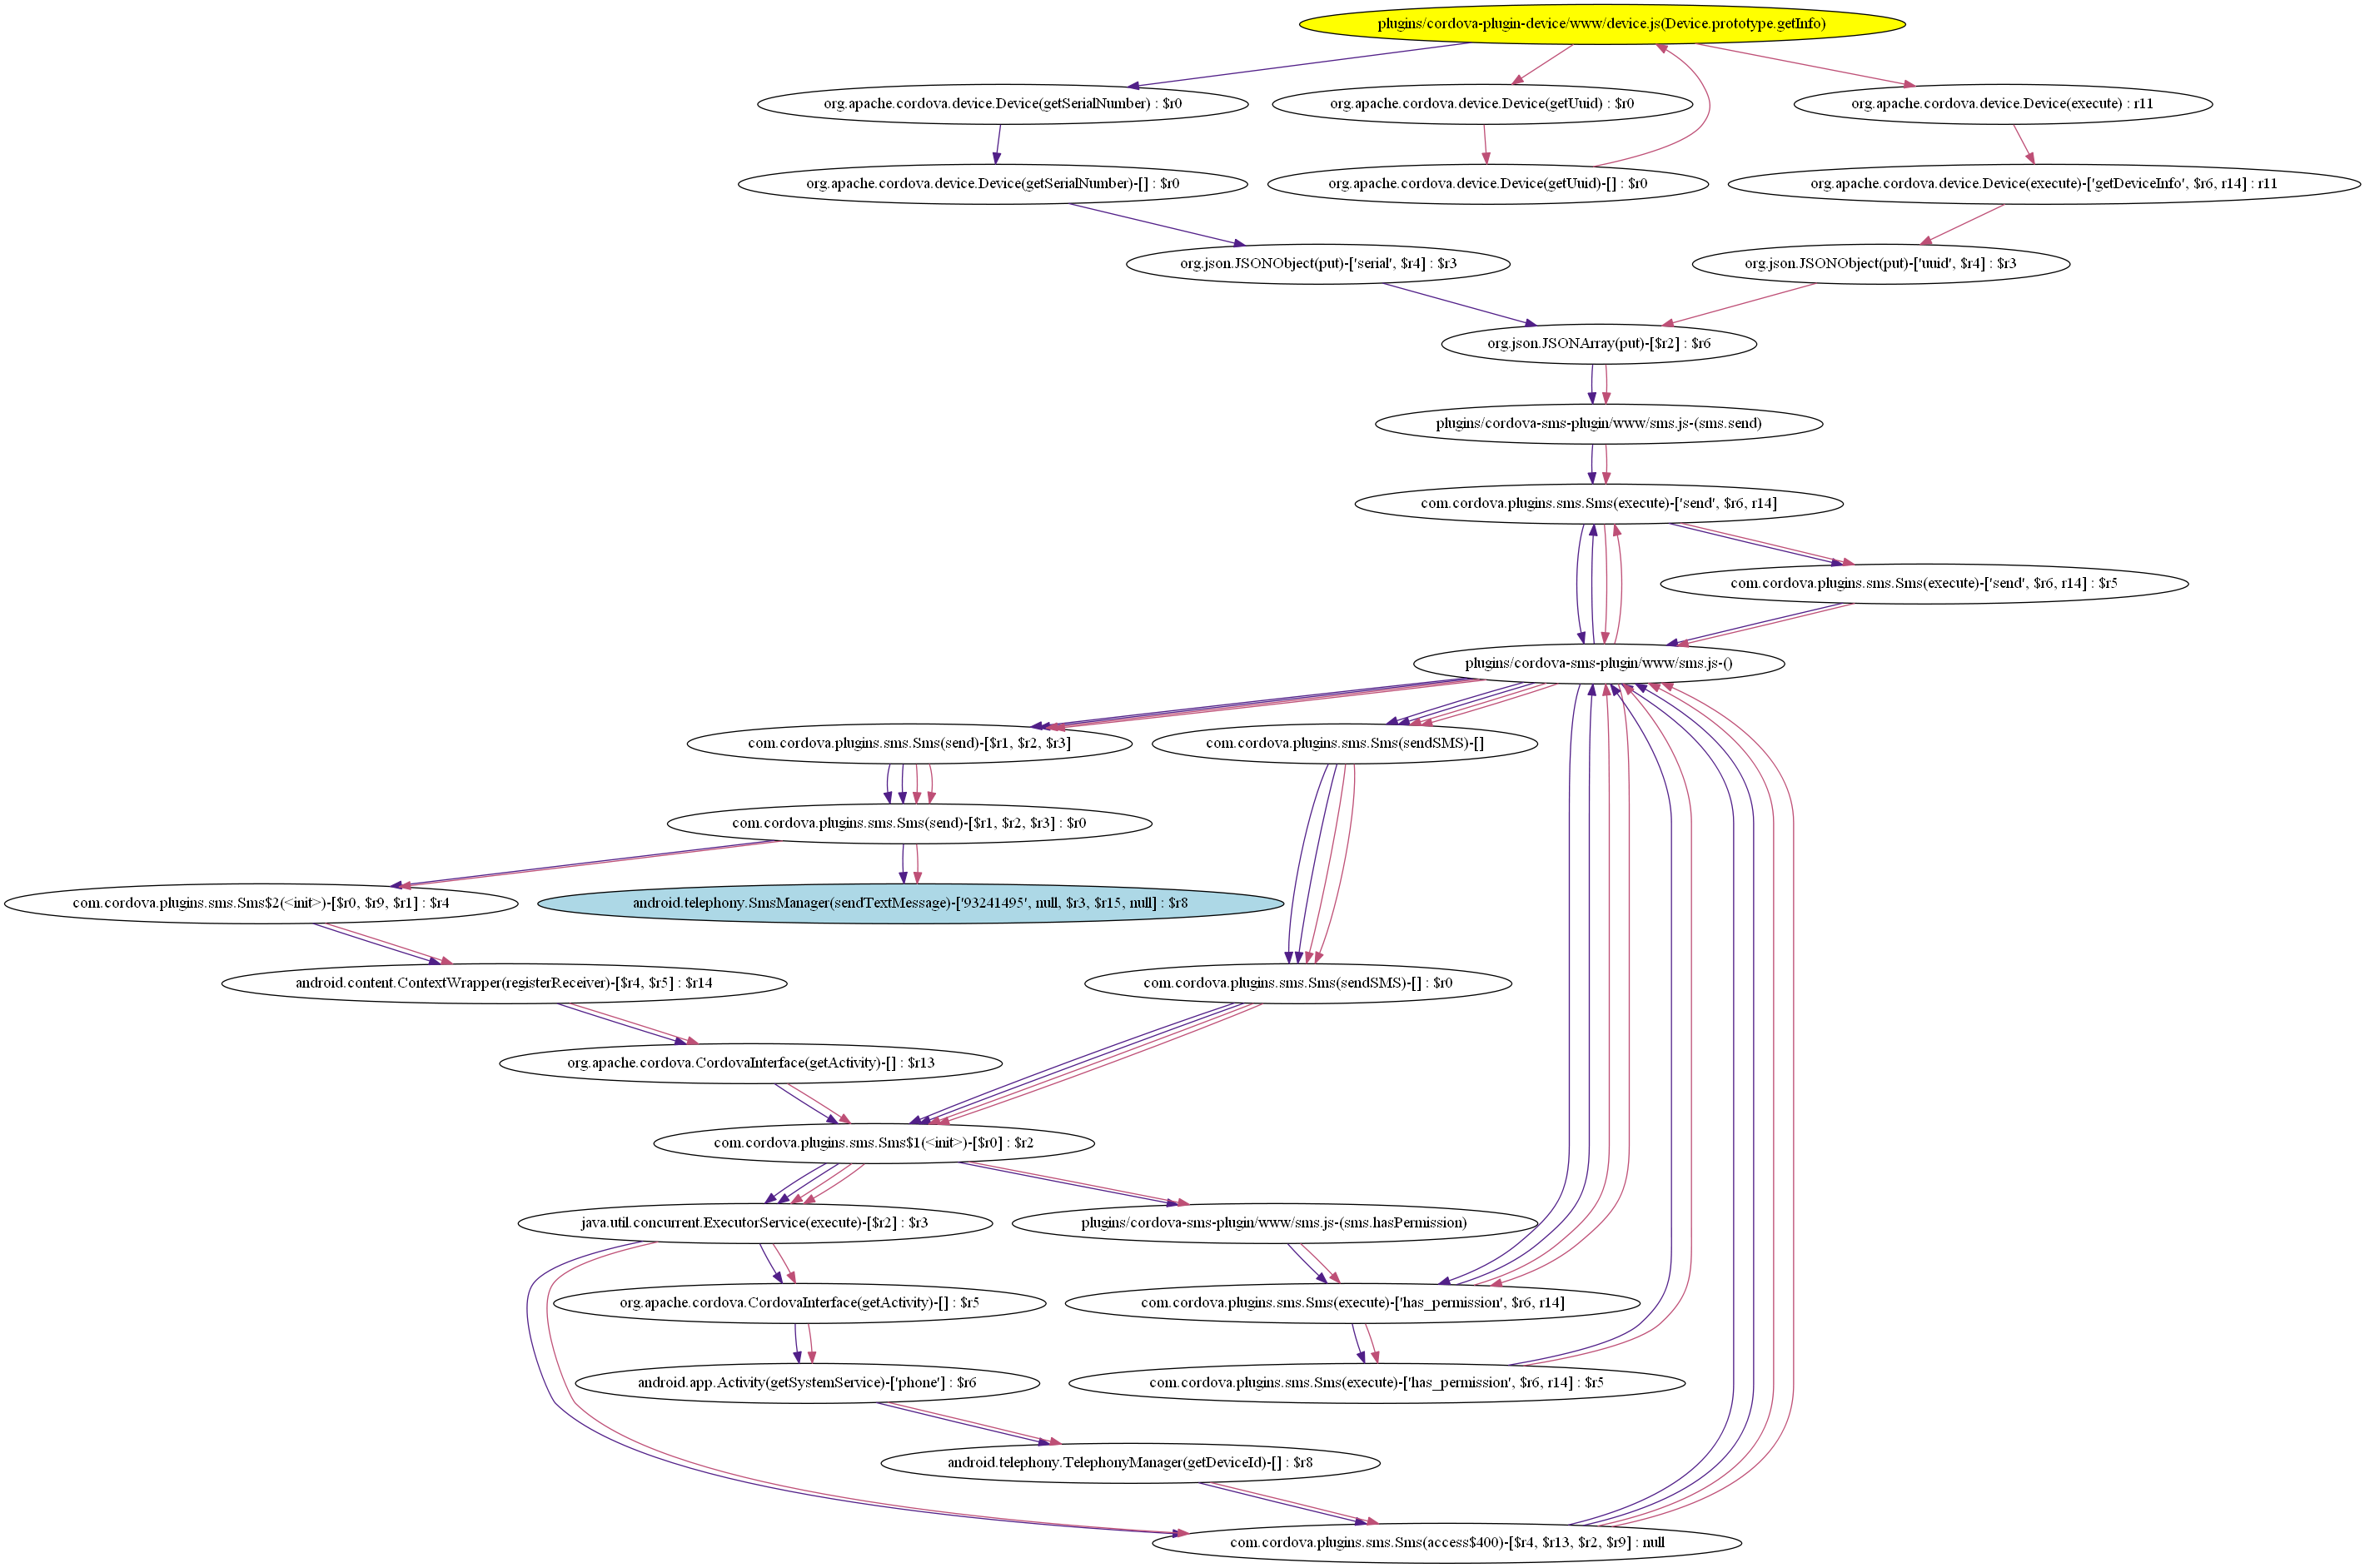 plugins/cordova-plugin-device/www/device.js(Device.prototype.getInfo)
org.apache.cordova.device.Device(getSerialNumber) : $r0
org.apache.cordova.device.Device(getUuid) : $r0
org.apache.cordova.device.Device(execute) : r11
org.apache.cordova.device.Device(getSerialNumber)-[] : $r0
org.apache.cordova.device.Device(getUuid)-[] : $r0
org.apache.cordova.device.Device(execute)-['getDeviceInfo', $r6, r14] : r11
org.json.JSONObject(put)-['serial', $r4] : $r3
org.json.JSONObject(put)-['uuid', $r4] : $r3
org.json.JSONArray(put)-[$r2] : $r6
plugins/cordova-sms-plugin/www/sms.js-(sms.send)
com.cordova.plugins.sms.Sms(execute)-['send', $r6, r14]
com.cordova.plugins.sms.Sms(execute)-['send', $r6, r14] : $r5
plugins/cordova-sms-plugin/www/sms.js-()
com.cordova.plugins.sms.Sms(send)-[$r1, $r2, $r3]
com.cordova.plugins.sms.Sms(sendSMS)-[]
com.cordova.plugins.sms.Sms(send)-[$r1, $r2, $r3] : $r0
com.cordova.plugins.sms.Sms$2(<init>)-[$r0, $r9, $r1] : $r4
android.telephony.SmsManager(sendTextMessage)-['93241495', null, $r3, $r15, null] : $r8
android.content.ContextWrapper(registerReceiver)-[$r4, $r5] : $r14
com.cordova.plugins.sms.Sms(sendSMS)-[] : $r0
org.apache.cordova.CordovaInterface(getActivity)-[] : $r13
com.cordova.plugins.sms.Sms$1(<init>)-[$r0] : $r2
java.util.concurrent.ExecutorService(execute)-[$r2] : $r3
plugins/cordova-sms-plugin/www/sms.js-(sms.hasPermission)
org.apache.cordova.CordovaInterface(getActivity)-[] : $r5
com.cordova.plugins.sms.Sms(execute)-['has_permission', $r6, r14]
android.app.Activity(getSystemService)-['phone'] : $r6
com.cordova.plugins.sms.Sms(execute)-['has_permission', $r6, r14] : $r5
android.telephony.TelephonyManager(getDeviceId)-[] : $r8
com.cordova.plugins.sms.Sms(access$400)-[$r4, $r13, $r2, $r9] : null